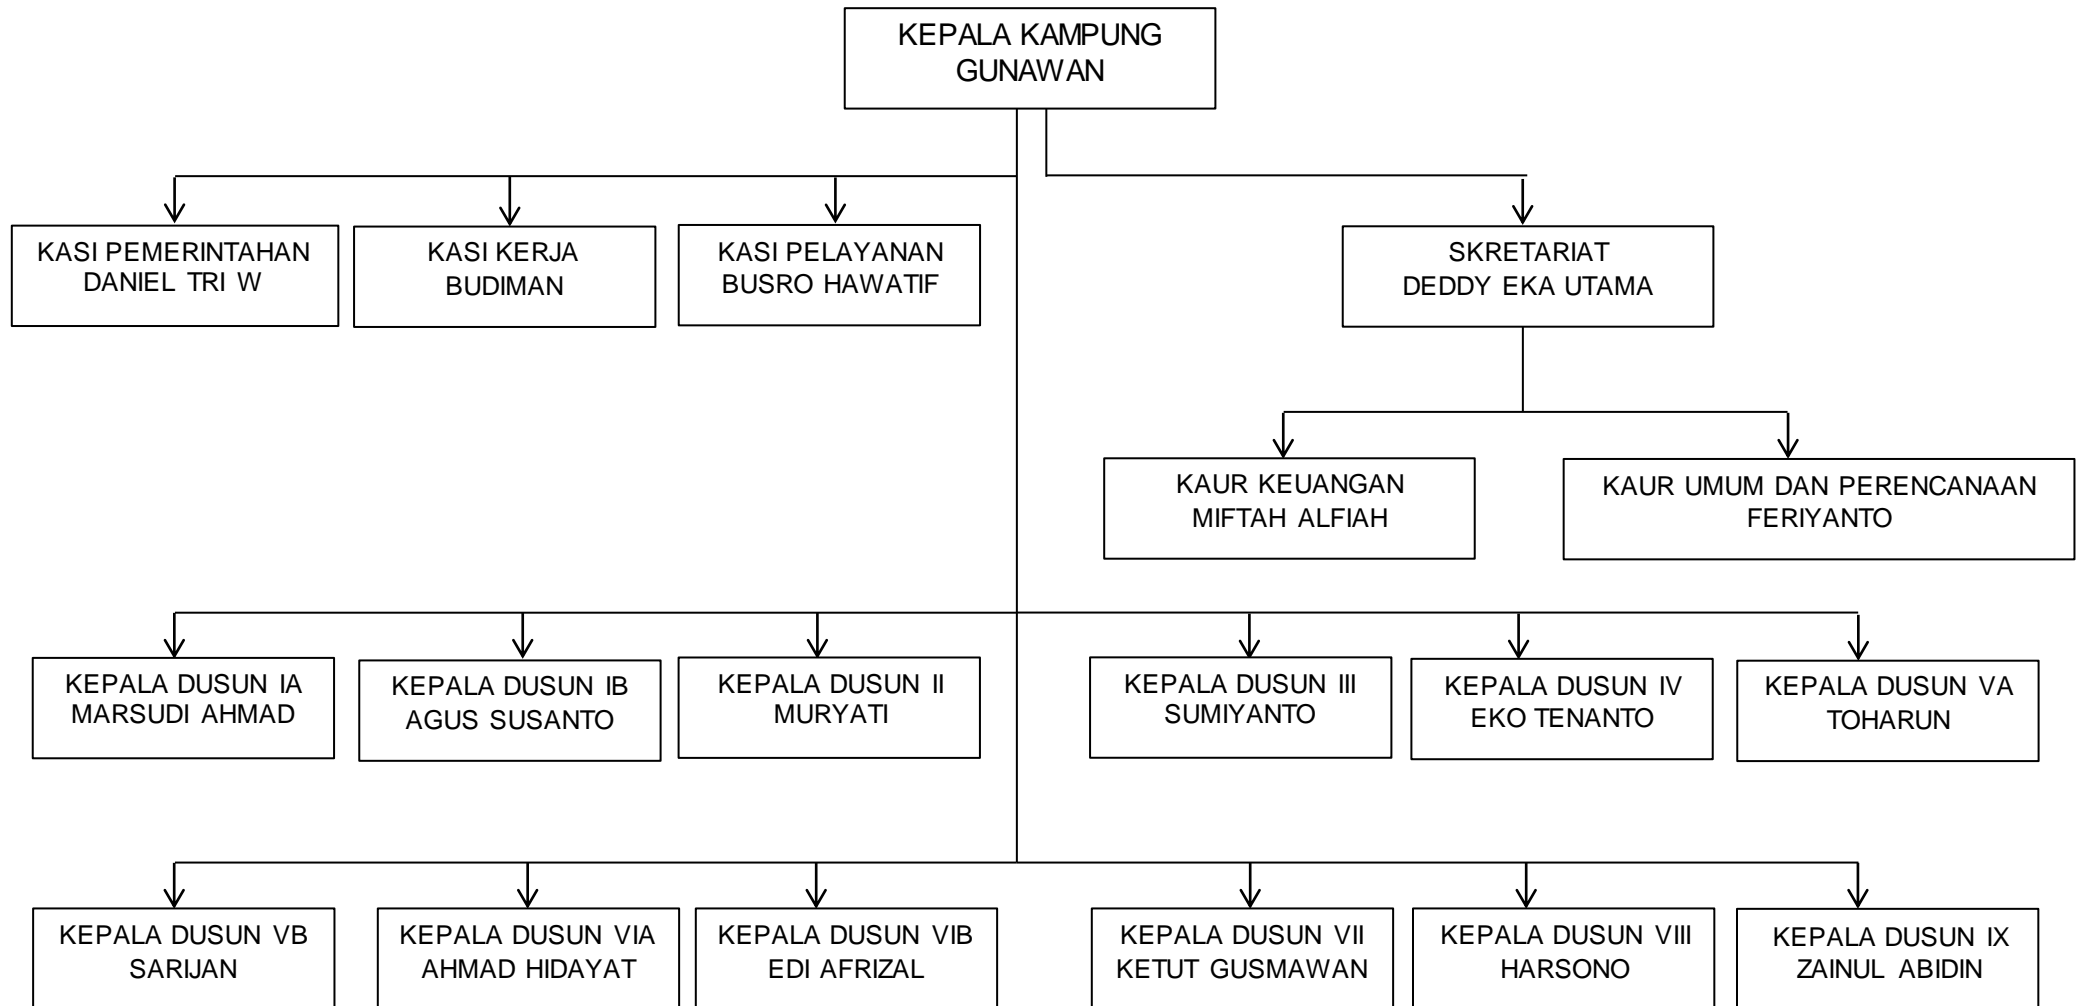 KEPALA KAMPUNG
GUNAWAN
KASI PEMERINTAHAN
DANIEL TRI W
KASI KERJA
BUDIMAN
KASI PELAYANAN
BUSRO HAWATIF
SKRETARIAT
DEDDY EKA UTAMA
KAUR KEUANGAN
MIFTAH ALFIAH
KAUR UMUM DAN PERENCANAAN
FERIYANTO
KEPALA DUSUN IA
MARSUDI AHMAD
KEPALA DUSUN IB
AGUS SUSANTO
KEPALA DUSUN II
MURYATI
KEPALA DUSUN III
SUMIYANTO
KEPALA DUSUN IV
EKO TENANTO
KEPALA DUSUN VA
TOHARUN
KEPALA DUSUN VB
SARIJAN
KEPALA DUSUN VIA
AHMAD HIDAYAT
KEPALA DUSUN VIB
EDI AFRIZAL
KEPALA DUSUN VII
KETUT GUSMAWAN
KEPALA DUSUN VIII
HARSONO
KEPALA DUSUN IX
ZAINUL ABIDIN